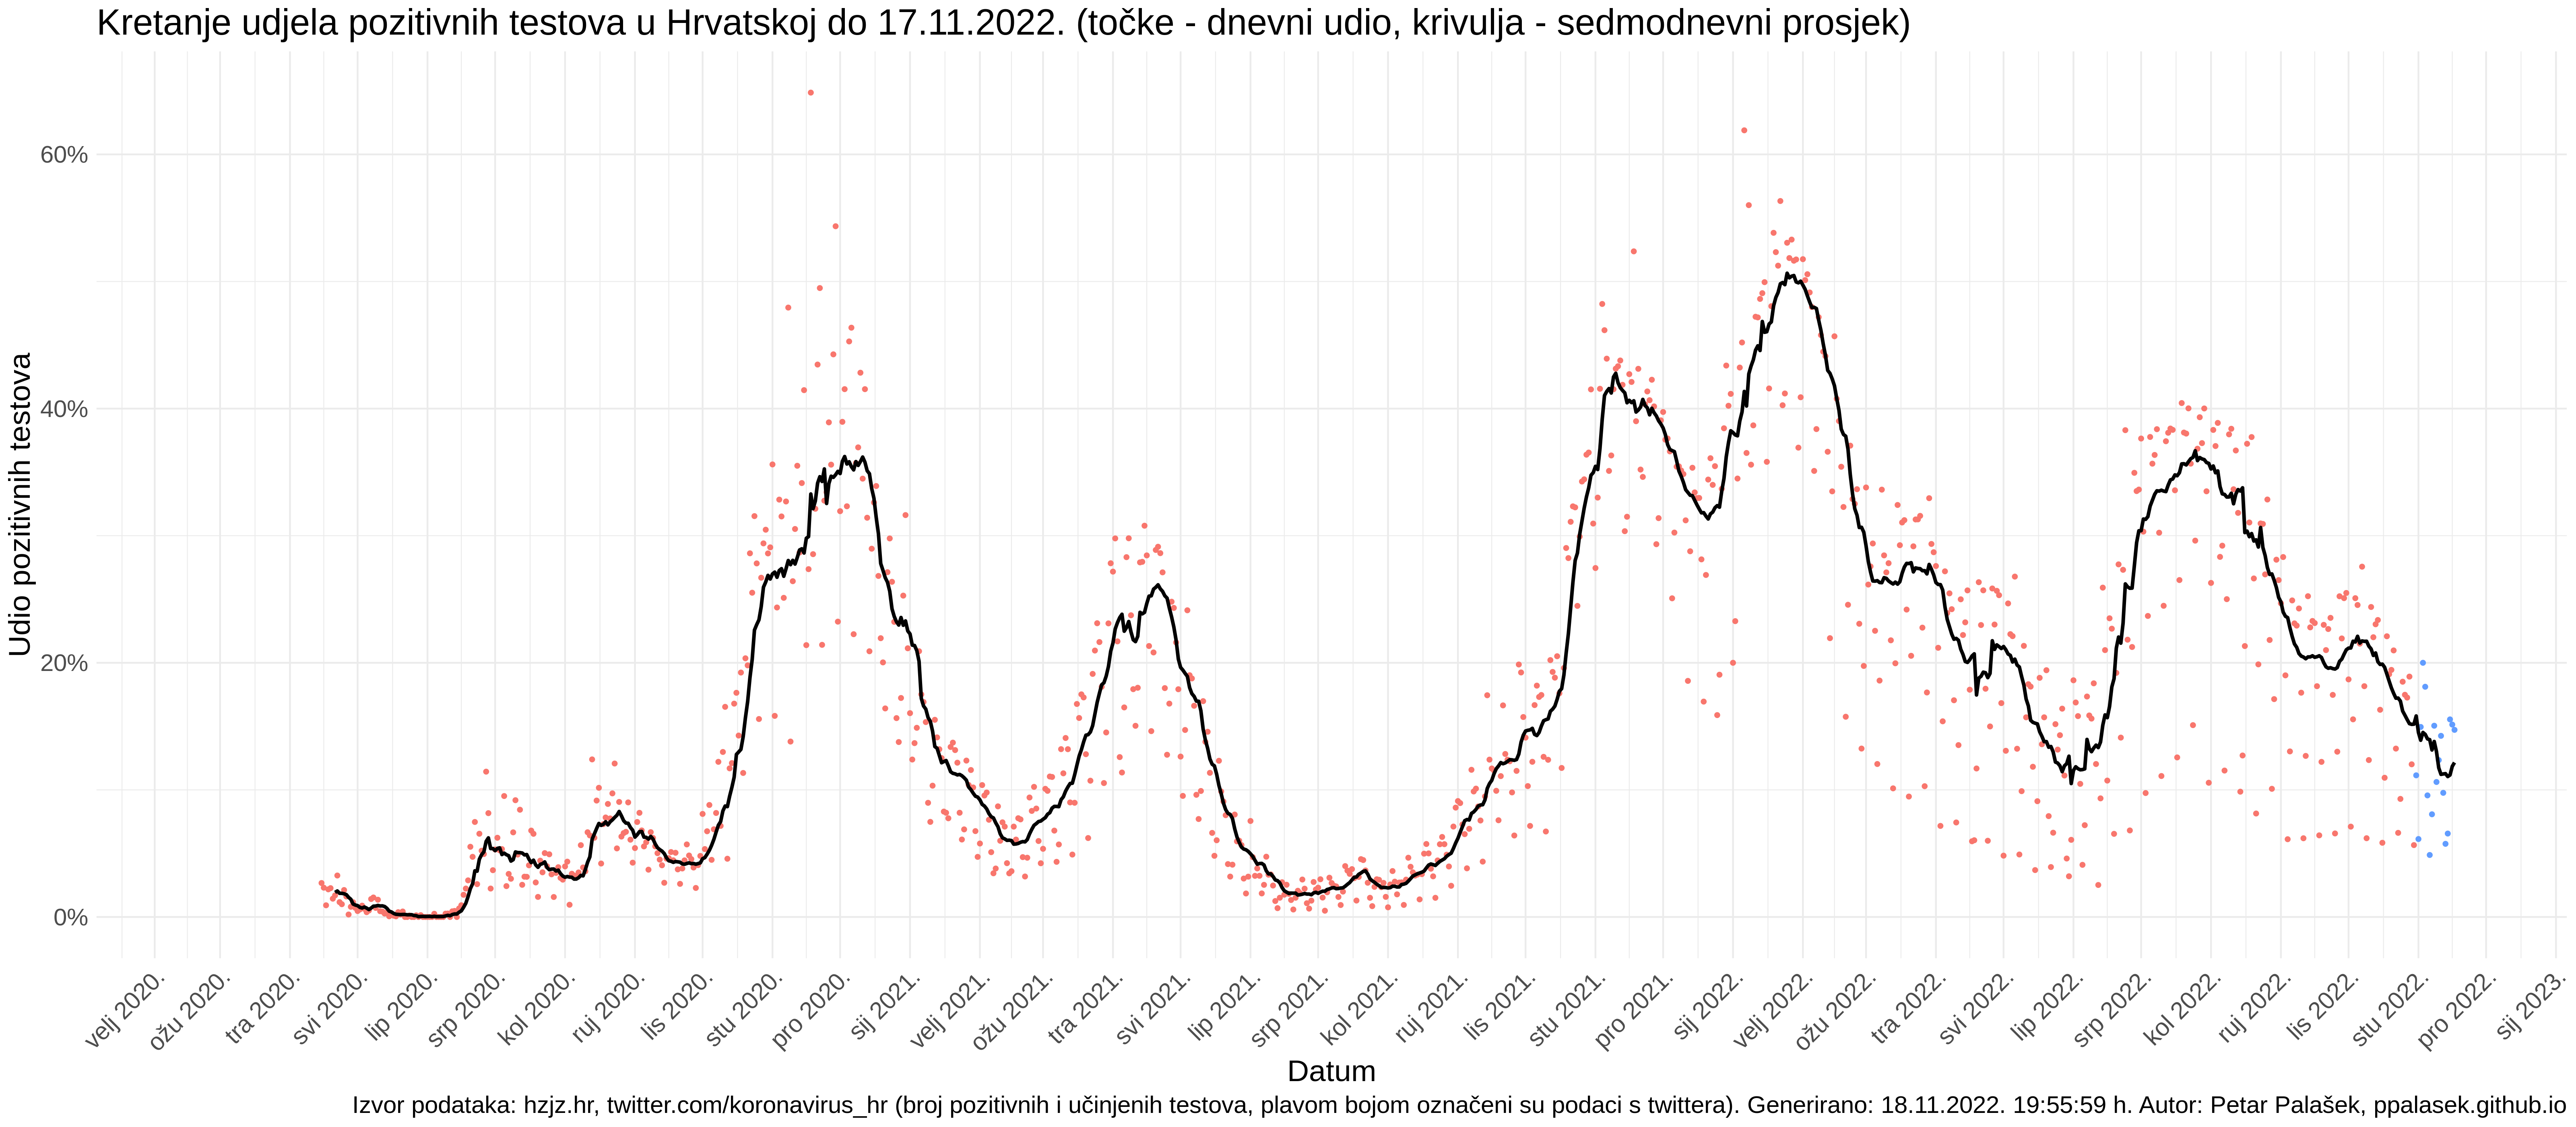 Kretanje udjela pozitivnih testova u Hrvatskoj do 17.11.2022. (točke - dnevni udio, krivulja - sedmodnevni prosjek)
Udio pozitivnih testova
60%
40%
20%
0%
velj 2020.
ožu 2020.
tra 2020.
svi 2020.
lip 2020.
srp 2020.
kol 2020.
ruj 2020.
lis 2020.
stu 2020.
pro 2020.
sij 2021.
velj 2021.
ožu 2021.
tra 2021.
svi 2021.
lip 2021.
srp 2021.
kol 2021.
ruj 2021.
lis 2021.
stu 2021.
pro 2021.
sij 2022.
velj 2022.
ožu 2022.
tra 2022.
svi 2022.
lip 2022.
srp 2022.
kol 2022.
ruj 2022.
lis 2022.
stu 2022.
pro 2022.
sij 2023.
Datum
Izvor podataka: hzjz.hr, twitter.com/koronavirus_hr (broj pozitivnih i učinjenih testova, plavom bojom označeni su podaci s twittera). Generirano: 18.11.2022. 19:55:59 h. Autor: Petar Palašek, ppalasek.github.io